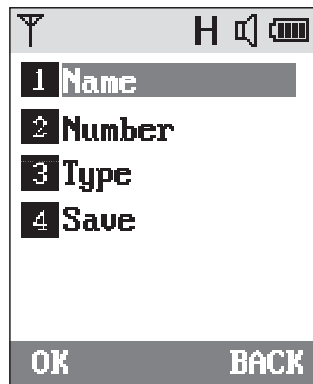 H
1 Name
2 Number
3 Type
4 Save
OK BACK